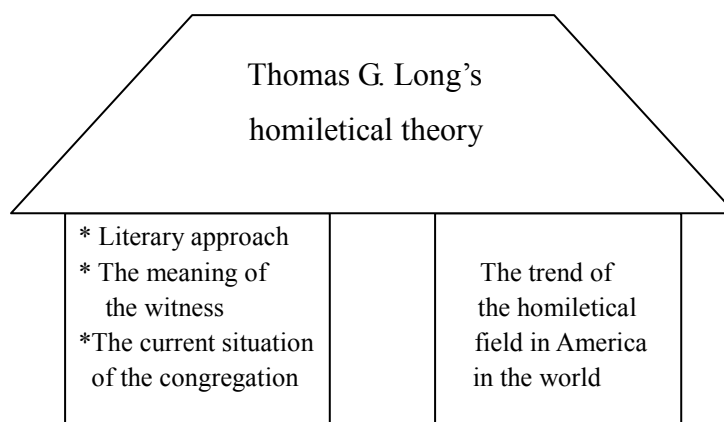 Thomas G. Long’s
homiletical theory
* Literary approach
* The meaning of
the witness
*The current situation
of the congregation
The trend of
the homiletical
field in America
in the world